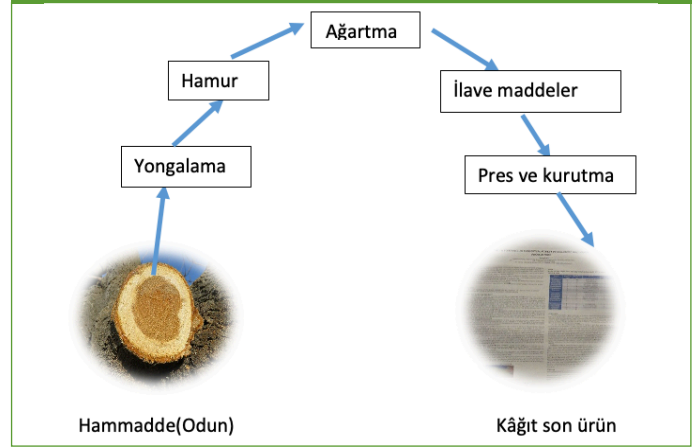 Ağartma
Hamur
İlave maddeler
Yongalama
Pres ve kurutma
Hammadde(Odun)
Kâğıt son ürün